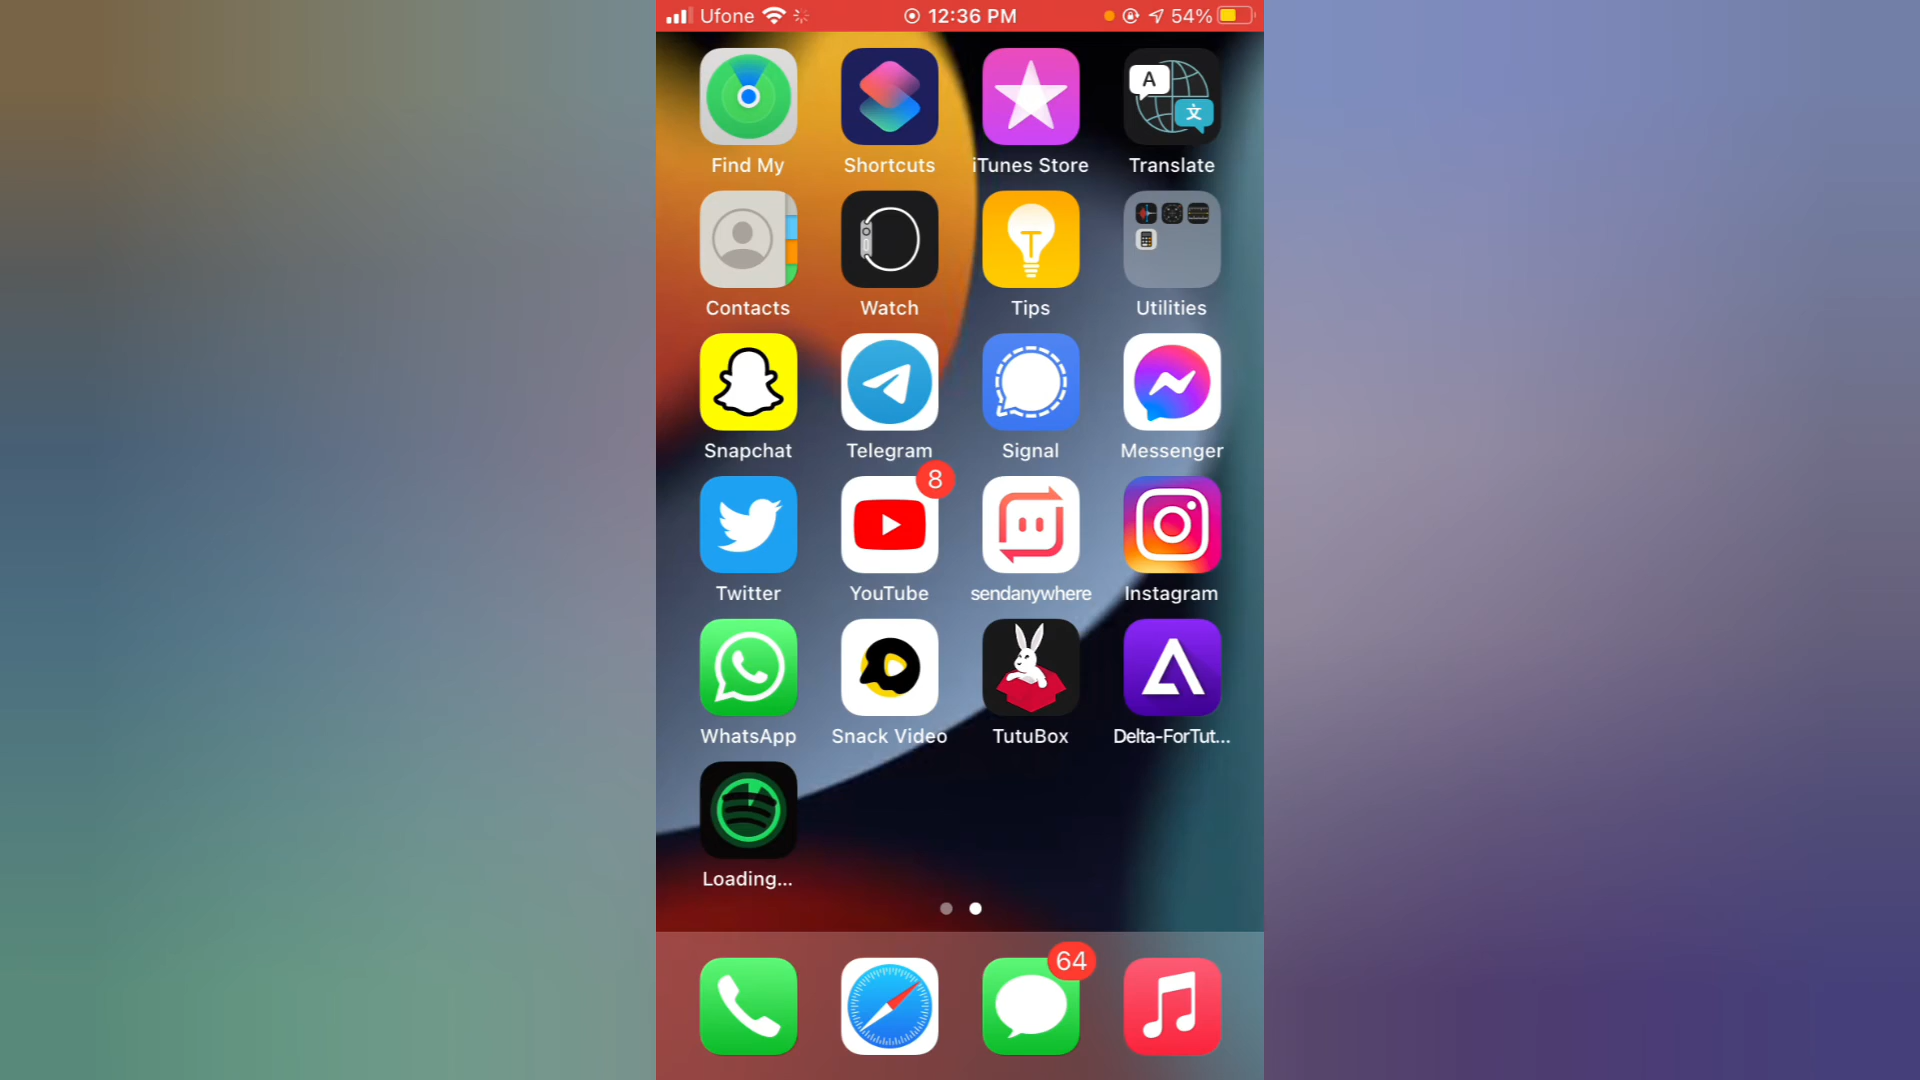 Ufone 12:36 PM 54%
A 文
Find My Shortcuts iTunes Store Translate
Contacts Watch Tips Utilities
Snapchat Telegram Signal Messenger
8
Twitter YouTube sendanywhere Instagram
WhatsApp Snack Video TutuBox Delta-ForTut...
Loading...
64